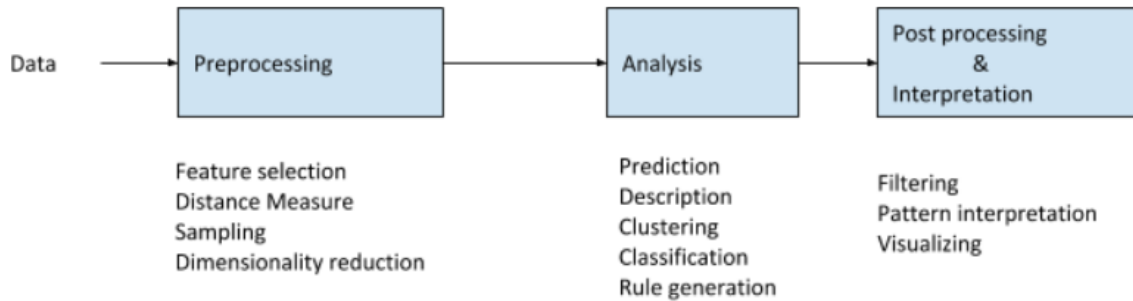 Data
Preprocessing
Analysis
Post processing
&
Interpretation
Feature selection
Distance Measure
Sampling
Dimensionality reduction
Prediction
Description
Clustering
Classification
Rule generation
Filtering
Pattern interpretation
Visualizing